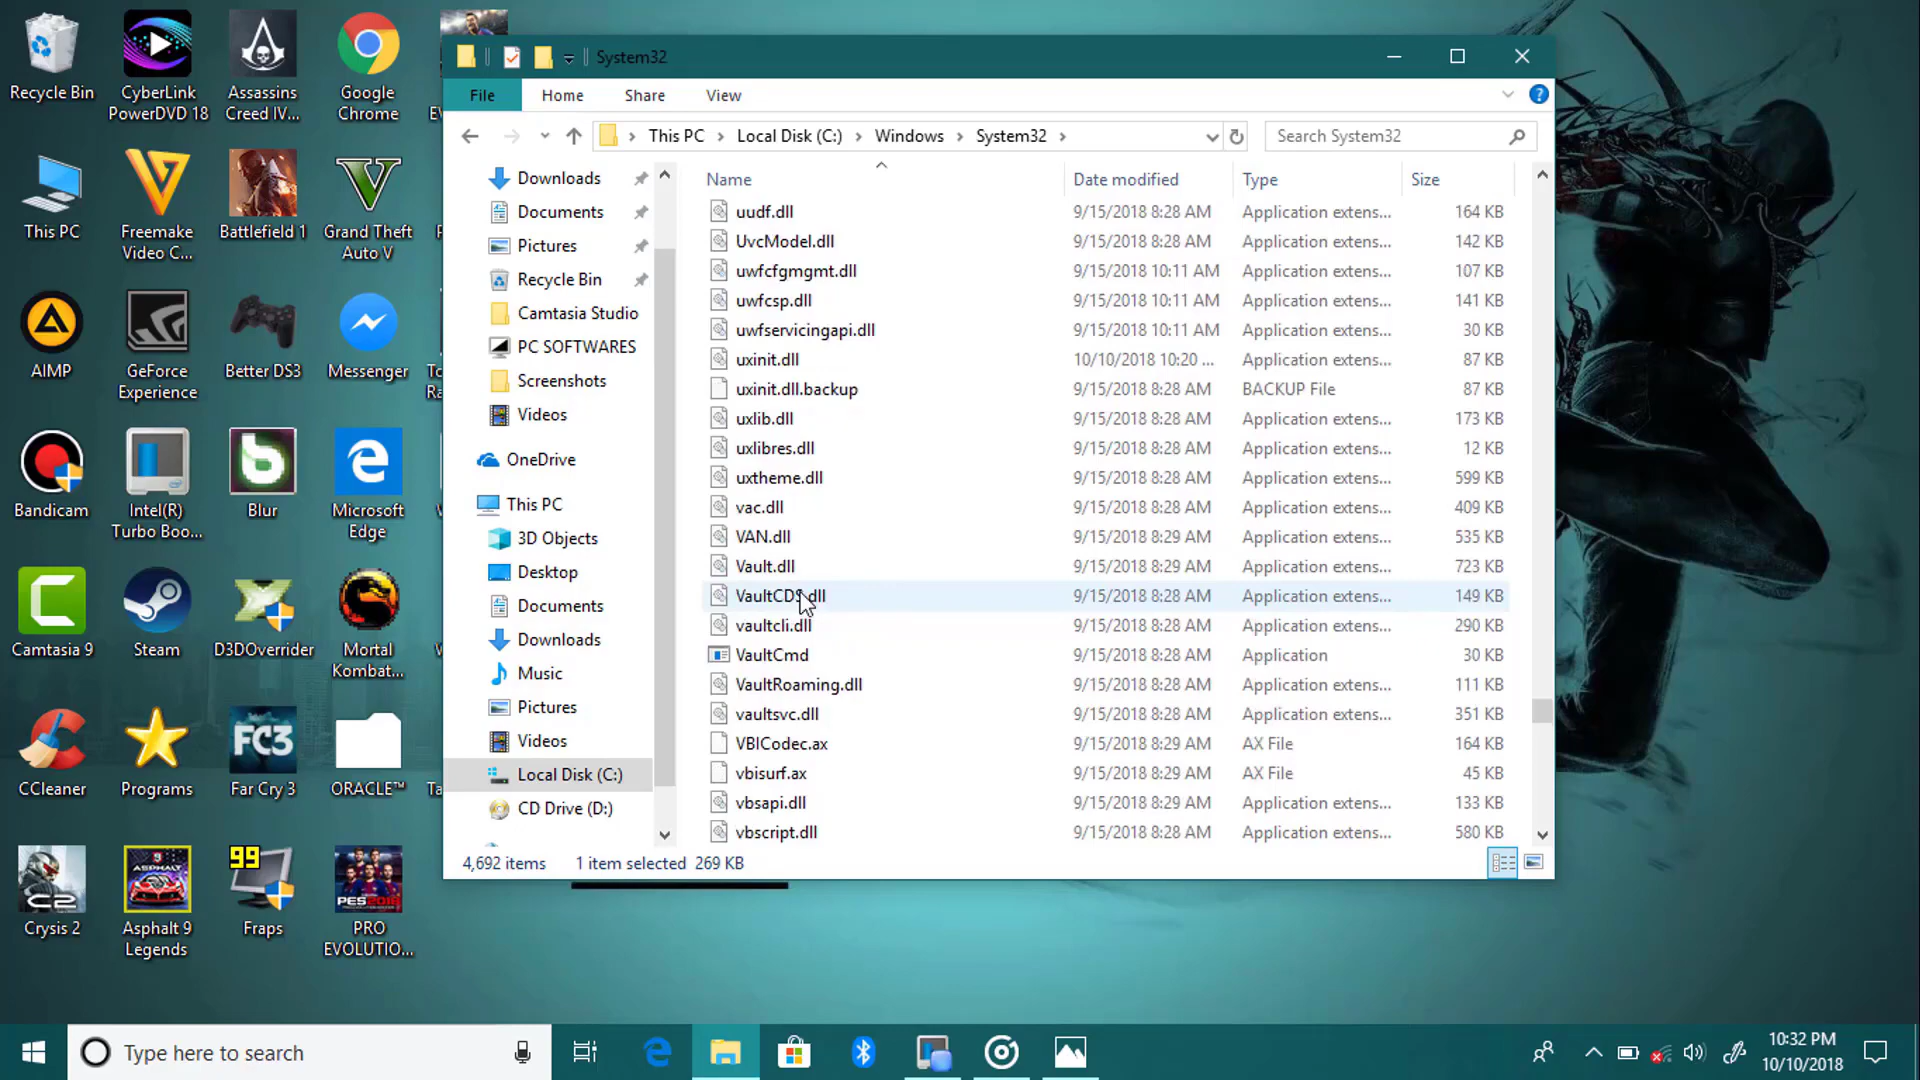 Recycle Bin
CyberLink
PowerDVD 18
Assassins
Creed IV...
Google
Chrome
This PC
Freemake
Video C...
Battlefield 1
Grand Theft
Auto V
AIMP
GeForce
Experience
Better DS3
Messenger
Bandicam
Intel(R)
Turbo Boo...
Blur
Microsoft
Edge
Camtasia 9
Steam
D3DOverrider
Mortal
Kombat...
CCleaner
Programs
FC3
Far Cry 3
ORACLE™
C2
Crysis 2
ASPHALT
Asphalt 9
Legends
99
Fraps
PES2018
PRO
EVOLUTIO...
System32
File Home Share View
This PC Local Disk (C:) Windows System32
Search System32
Downloads
Documents
Pictures
Recycle Bin
Camtasia Studio
PC SOFTWARES
Screenshots
Videos
OneDrive
This PC
3D Objects
Desktop
Documents
Downloads
Music
Pictures
Videos
Local Disk (C:)
CD Drive (D:)
Name Date modified Type Size
uudf.dll 9/15/2018 8:28 AM Application extens... 164 KB
UvcModel.dll 9/15/2018 8:28 AM Application extens... 142 KB
uwfcfgmgmt.dll 9/15/2018 10:11 AM Application extens... 107 KB
uwfcsp.dll 9/15/2018 10:11 AM Application extens... 141 KB
uwfservicingapi.dll 9/15/2018 10:11 AM Application extens... 30 KB
uxinit.dll 10/10/2018 10:20 ... Application extens... 87 KB
uxinit.dll.backup 9/15/2018 8:28 AM BACKUP File 87 KB
uxlib.dll 9/15/2018 8:28 AM Application extens... 173 KB
uxlibres.dll 9/15/2018 8:28 AM Application extens... 12 KB
uxtheme.dll 9/15/2018 8:28 AM Application extens... 599 KB
vac.dll 9/15/2018 8:28 AM Application extens... 409 KB
VAN.dll 9/15/2018 8:29 AM Application extens... 535 KB
Vault.dll 9/15/2018 8:29 AM Application extens... 723 KB
VaultCDS.dll 9/15/2018 8:28 AM Application extens... 149 KB
vaultcli.dll 9/15/2018 8:28 AM Application extens... 290 KB
VaultCmd 9/15/2018 8:28 AM Application 30 KB
VaultRoaming.dll 9/15/2018 8:28 AM Application extens... 111 KB
vaultsvc.dll 9/15/2018 8:28 AM Application extens... 351 KB
VBICodec.ax 9/15/2018 8:29 AM AX File 164 KB
vbisurf.ax 9/15/2018 8:29 AM AX File 45 KB
vbsapi.dll 9/15/2018 8:29 AM Application extens... 133 KB
vbscript.dll 9/15/2018 8:28 AM Application extens... 580 KB
4,692 items 1 item selected 269 KB
Type here to search
10:32 PM
10/10/2018